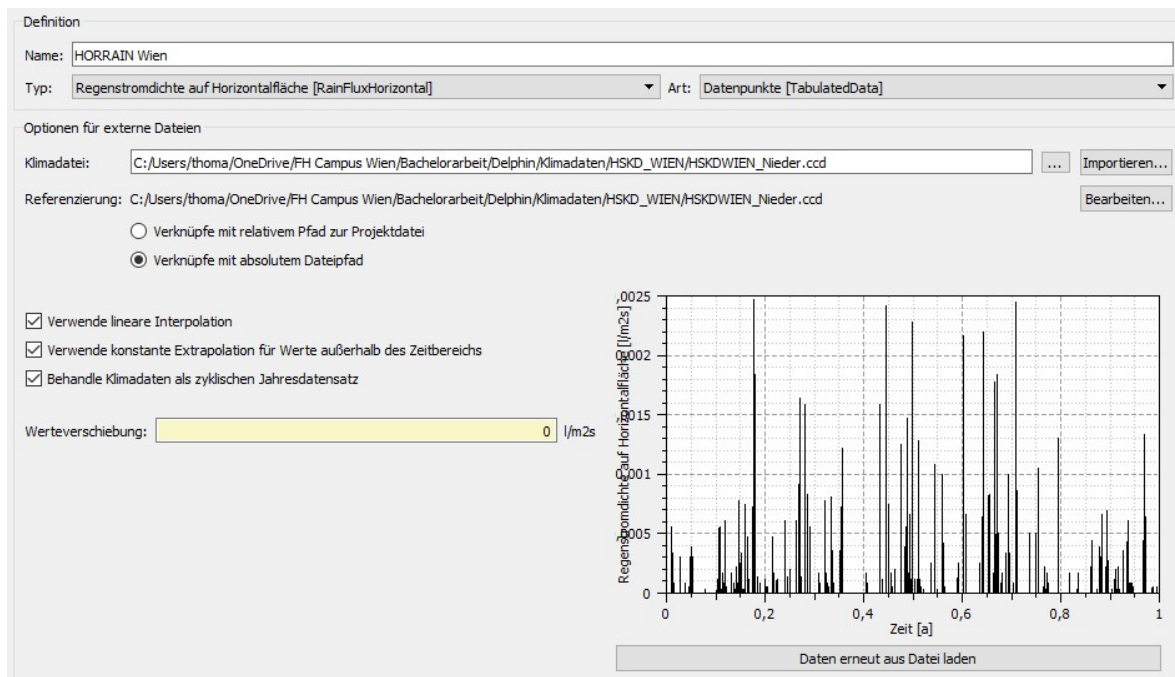 Definition
Name: HORRAIN Wien
Typ: Regenstromdichte auf Horizontalfläche [RainFluxHorizontal] Art: Datenpunkte [TabulatedData]
Optionen für externe Dateien
Klimadatei: C:/Users/thoma/OneDrive/FH Campus Wien/Bachelorarbeit/Delphin/Klimadaten/HSKD_WIEN/HSKDWIEN_Nieder.ccd ... Importieren...
Referenzierung: C:/Users/thoma/OneDrive/FH Campus Wien/Bachelorarbeit/Delphin/Klimadaten/HSKD_WIEN/HSKDWIEN_Nieder.ccd Bearbeiten...
Verknüpfe mit relativem Pfad zur Projektdatei
Verknüpfe mit absolutem Dateipfad
Verwende lineare Interpolation
Verwende konstante Extrapolation für Werte außerhalb des Zeitbereichs
Behandle Klimadaten als zyklischen Jahresdatensatz
Werteverschiebung: 0 l/m2s
Regenstromdichte auf Horizontalfläche [l/m2s]
,0025
0,002
,0015
0,001
,0005
0
0 0,2 0,4 0,6 0,8 1
Zeit [a]
Daten erneut aus Datei laden